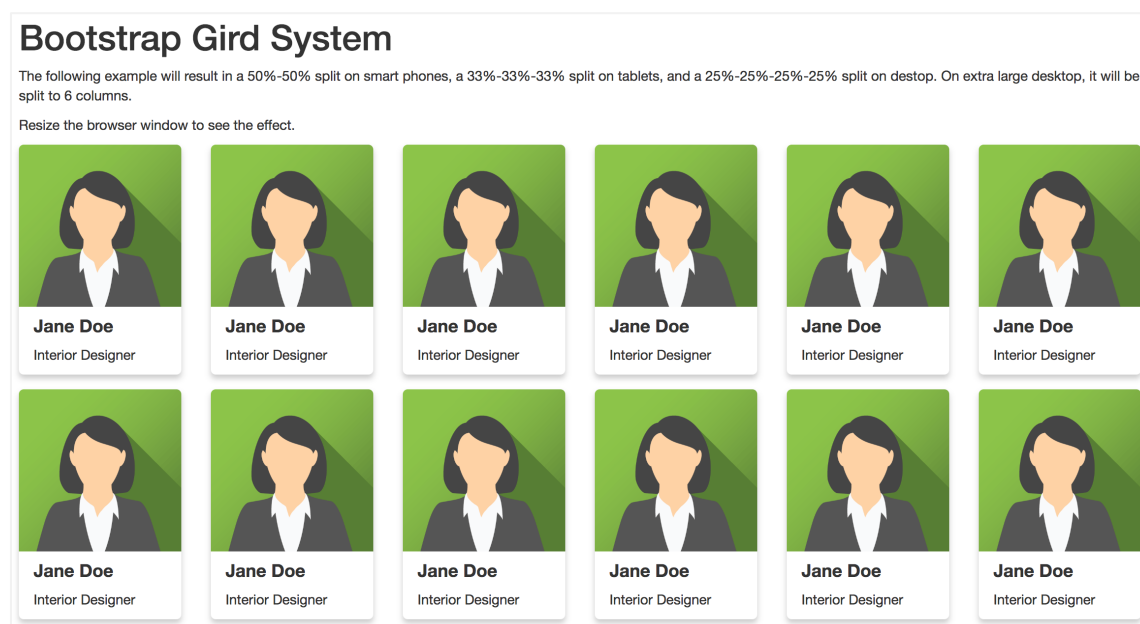 Bootstrap Gird System
The following example will result in a 50%-50% split on smart phones, a 33%-33%-33% split on tablets, and a 25%-25%-25%-25% split on destop. On extra large desktop, it will be
split to 6 columns.
Resize the browser window to see the effect.
Jane Doe Jane Doe Jane Doe Jane Doe Jane Doe Jane Doe
Interior Designer Interior Designer Interior Designer Interior Designer Interior Designer Interior Designer
Jane Doe Jane Doe Jane Doe Jane Doe Jane Doe Jane Doe
Interior Designer Interior Designer Interior Designer Interior Designer Interior Designer Interior Designer